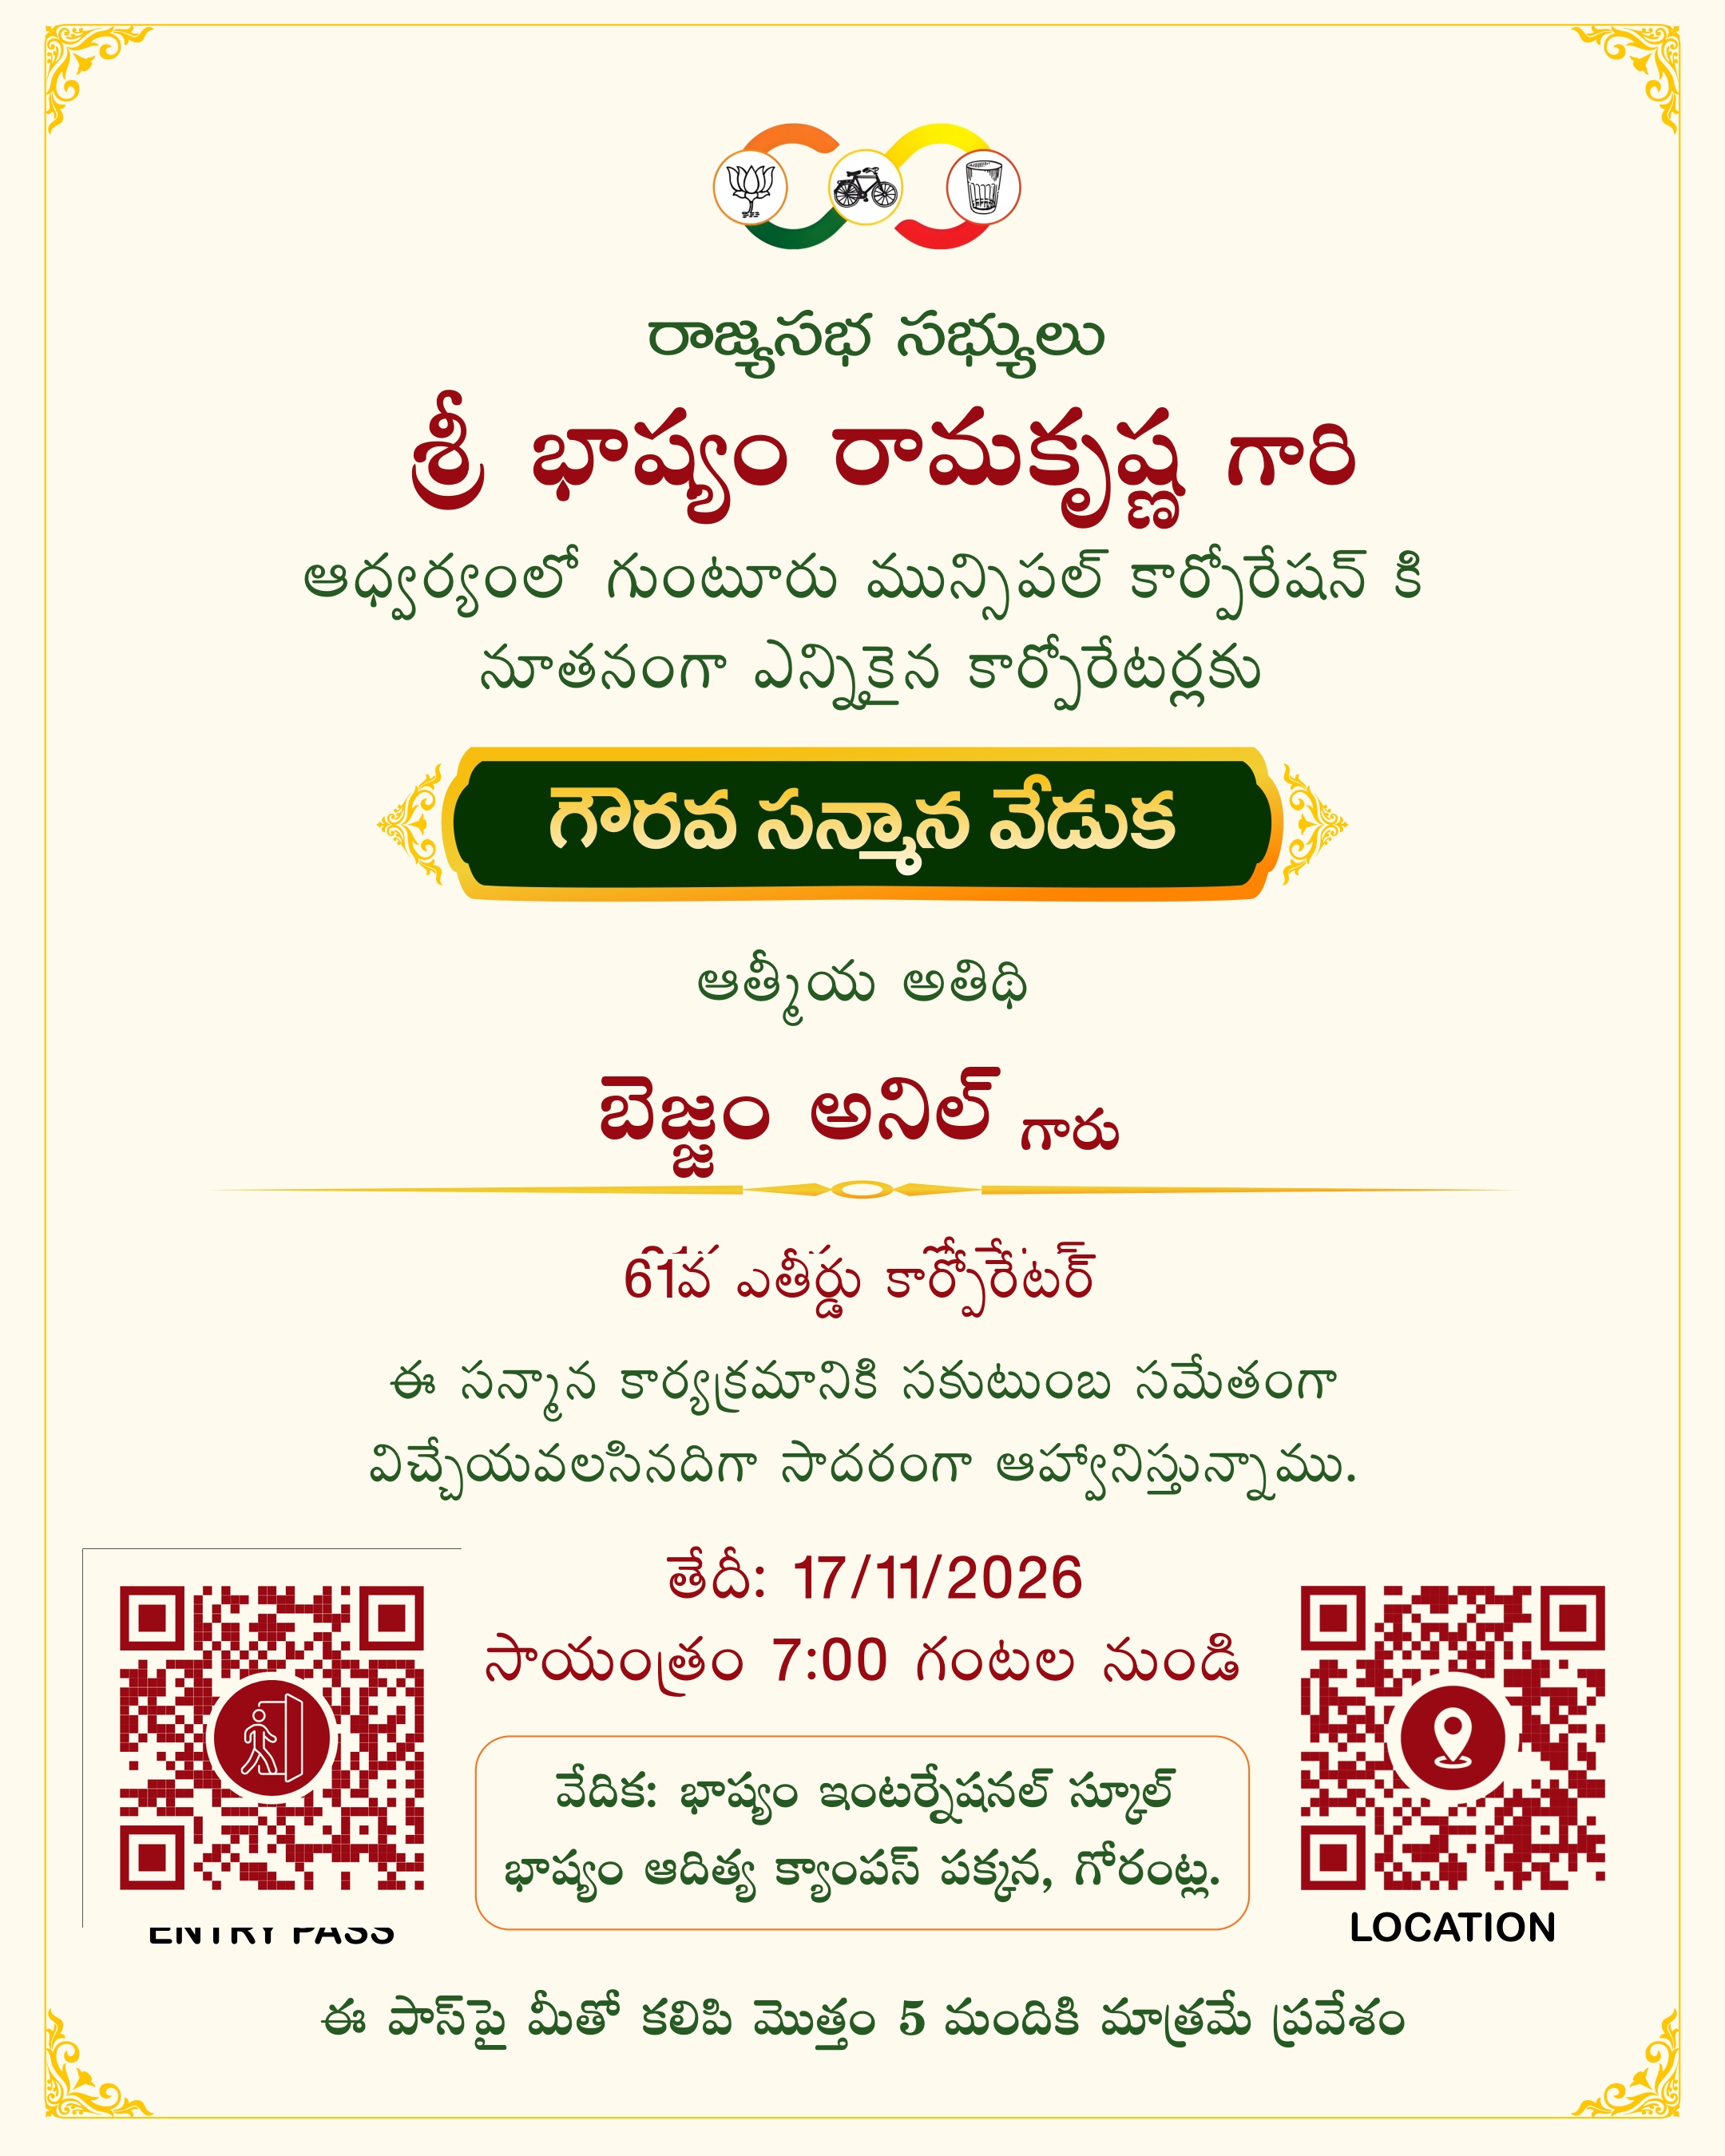 రాజ్యసభ సభ్యులు
శ్రీ భాష్యం రామకృష్ణ గారి
ఆధ్వర్యంలో గుంటూరు మున్సిపల్ కార్పోరేషన్ కి
నూతనంగా ఎన్నికైన కార్పోరేటర్లకు
గౌరవ సన్మాన వేడుక
ఆత్మీయ అతిథి
బెజ్జం అనిల్ గారు
61వ ఎతీర్డు కార్పోరేటర్
ఈ సన్మాన కార్యక్రమానికి సకుటుంబ సమేతంగా
విచ్చేయవలసినదిగా సాదరంగా ఆహ్వానిస్తున్నాము.
తేదీ: 17/11/2026
సాయంత్రం 7:00 గంటల నుండి
వేదిక: భాష్యం ఇంటర్నేషనల్ స్కూల్
భాష్యం ఆదిత్య క్యాంపస్ పక్కన, గోరంట్ల.
ENTRY PASS
LOCATION
ఈ పాస్‌పై మీతో కలిపి మొత్తం 5 మందికి మాత్రమే ప్రవేశం